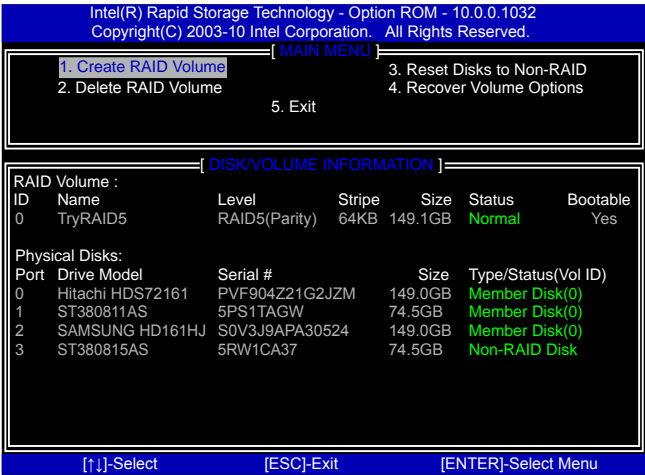 Intel(R) Rapid Storage Technology - Option ROM - 10.0.0.1032
Copyright(C) 2003-10 Intel Corporation. All Rights Reserved.
[ MAIN MENU ]
1. Create RAID Volume 3. Reset Disks to Non-RAID
2. Delete RAID Volume 4. Recover Volume Options
5. Exit
[ DISK/VOLUME INFORMATION ]
RAID Volume :
ID Name Level Stripe Size Status Bootable
0 TryRAID5 RAID5(Parity) 64KB 149.1GB Normal Yes
Physical Disks:
Port Drive Model Serial # Size Type/Status(Vol ID)
0 Hitachi HDS72161 PVF904Z21G2JZM 149.0GB Member Disk(0)
1 ST380811AS 5PS1TAGW 74.5GB Member Disk(0)
2 SAMSUNG HD161HJ S0V3J9APA30524 149.0GB Member Disk(0)
3 ST380815AS 5RW1CA37 74.5GB Non-RAID Disk
[↑↓]-Select [ESC]-Exit [ENTER]-Select Menu